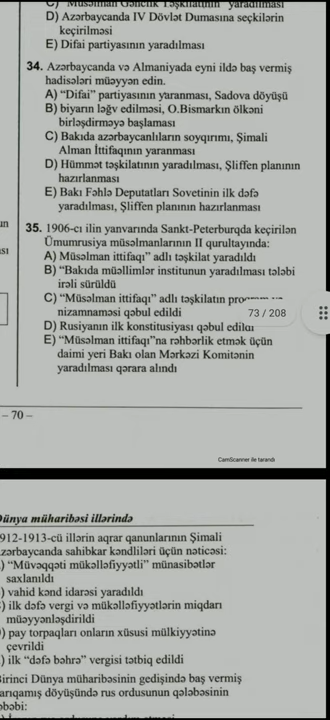 C) Müsəlman Gənclik Təşkilatının yaradılması
D) Azərbaycanda IV Dövlət Dumasına seçkilərin
keçirilməsi
E) Difai partiyasının yaradılması
34. Azərbaycanda və Almaniyada eyni ildə baş vermiş
hadisələri müəyyən edin.
A) “Difai” partiyasının yaranması, Sadova döyüşü
B) biyarın ləğv edilməsi, O.Bismarkın ölkəni
birləşdirməyə başlaması
C) Bakıda azərbaycanlıların soyqırımı, Şimali
Alman İttifaqının yaranması
D) Hümmət təşkilatının yaradılması, Şliffen planının
hazırlanması
E) Bakı Fəhlə Deputatları Sovetinin ilk dəfə
yaradılması, Şliffen planının hazırlanması
35. 1906-cı ilin yanvarında Sankt-Peterburqda keçirilən
Ümumrusiya müsəlmanlarının II qurultayında:
A) Müsəlman ittifaqı” adlı təşkilat yaradıldı
B) “Bakıda müəllimlər institunun yaradılması tələbi
irəli sürüldü
C) “Müsəlman ittifaqı” adlı təşkilatın
nizamnaməsi qəbul edildi
73 / 208
D) Rusiyanın ilk konstitusiyası qəbul edildi
E) “Müsəlman ittifaqı”na rəhbərlik etmək üçün
daimi yeri Bakı olan Mərkəzi Komitənin
yaradılması qərara alındı
– 70 –
CamScanner ilə tarandı
Dünya müharibəsi illərində
912-1913-cü illərin aqrar qanunlarının Şimali
zərbaycanda sahibkar kəndliləri üçün nəticəsi:
) “Müvəqqəti mükəlləfiyyətli” münasibətlər
saxlanıldı
) vahid kənd idarəsi yaradıldı
) ilk dəfə vergi və mükəlləfiyyətlərin miqdarı
müəyyənləşdirildi
) pay torpaqları onların xüsusi mülkiyyətinə
çevrildi
) ilk “dəfə bəhrə” vergisi tətbiq edildi
Birinci Dünya müharibəsinin gedişində baş vermiş
arıqamış döyüşündə rus ordusunun qələbəsinin
əbəbi: